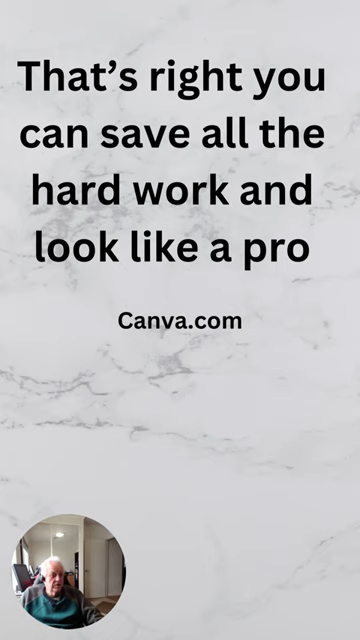 That’s right you
can save all the
hard work and
look like a pro
Canva.com